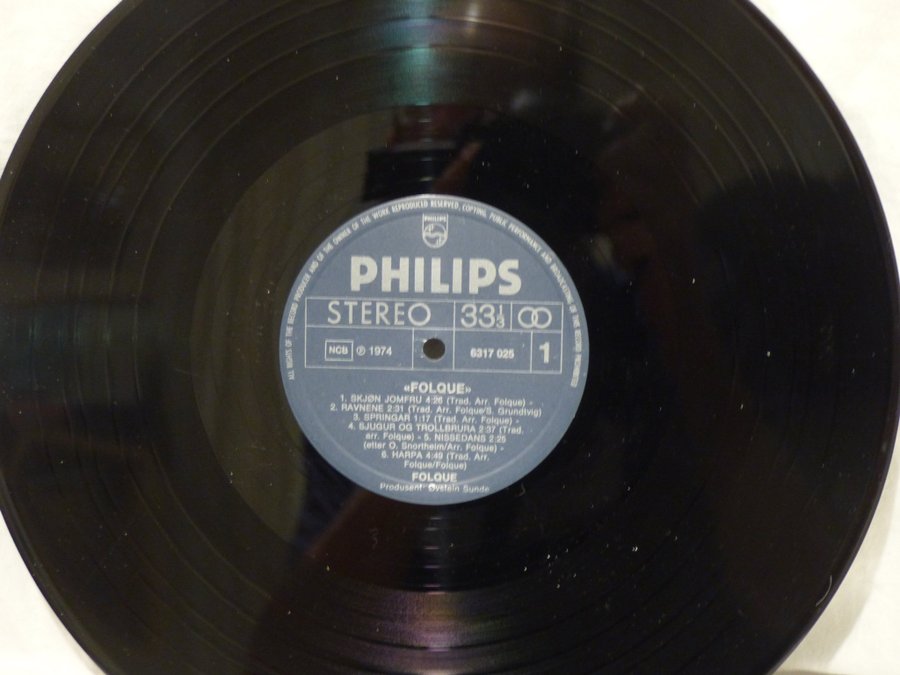 ALL RIGHTS OF THE RECORD PRODUCER AND OF THE OWNER OF THE WORK REPRODUCED RESERVED, COPYING, PUBLIC PERFORMANCE AND BROADCASTING OF THIS RECORD PROHIBITED
PHILIPS
PHILIPS
STEREO 33 1/3
NCB ℗ 1974 6317 025 1
«FOLQUE»
1. SKJØN JOMFRU 4:26 (Trad. Arr. Folque) -
2. RAVNENE 2:31 (Trad. Arr. Folque/S. Grundtvig)
3. SPRINGAR 1:17 (Trad. Arr. Folque) -
4. SJUGUR OG TROLLBRURA 2:37 (Trad.
arr. Folque) - 5. NISSEDANS 2:25
(etter O. Snortheim/Arr. Folque) -
6. HARPA 4:49 (Trad. Arr.
Folque/Folque)
FOLQUE
Produsent: Øystein Sunde